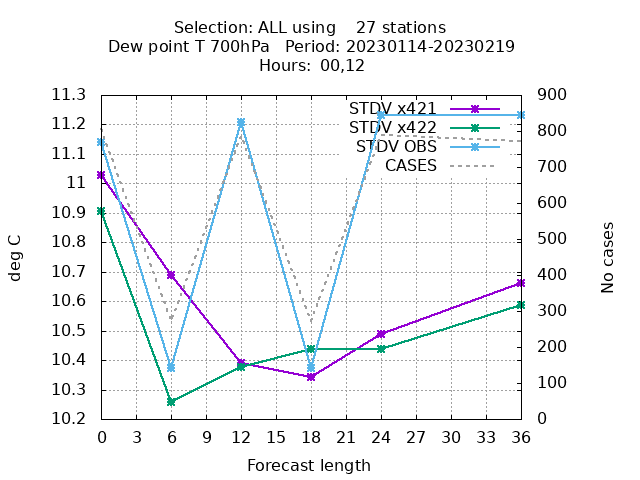 Selection: ALL using    27 stations
Dew point T 700hPa   Period: 20230114-20230219
Hours: 00,12
11.3
11.2
11.1
11
10.9
10.8
10.7
10.6
10.5
10.4
10.3
10.2
deg C
STDV x421
STDV x422
STDV OBS
CASES
900
800
700
600
500
400
300
200
100
0
No cases
0 3 6 9 12 15 18 21 24 27 30 33 36
Forecast length